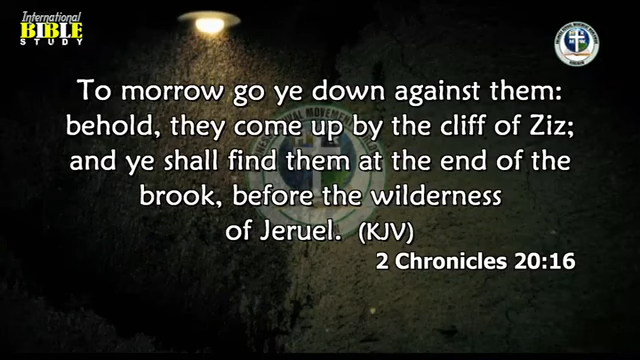 International
BIBLE
STUDY
To morrow go ye down against them:
behold, they come up by the cliff of Ziz;
and ye shall find them at the end of the
brook, before the wilderness
of Jeruel. (KJV)
2 Chronicles 20:16